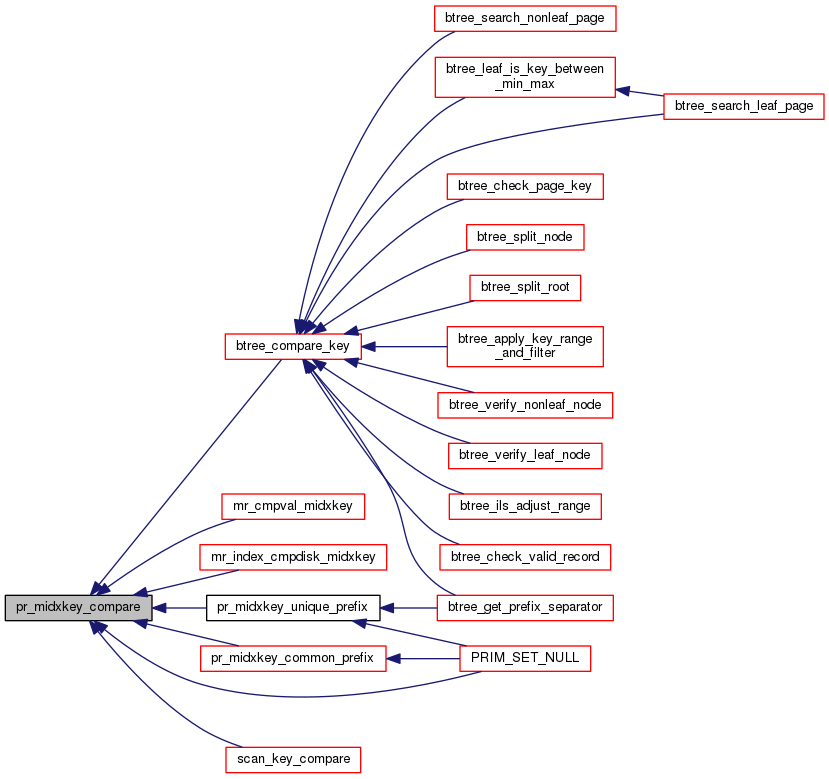 btree_search_nonleaf_page
btree_leaf_is_key_between
_min_max
btree_search_leaf_page
btree_check_page_key
btree_split_node
btree_split_root
btree_compare_key
btree_apply_key_range
_and_filter
btree_verify_nonleaf_node
btree_verify_leaf_node
mr_cmpval_midxkey
btree_ils_adjust_range
mr_index_cmpdisk_midxkey
btree_check_valid_record
pr_midxkey_compare
pr_midxkey_unique_prefix
btree_get_prefix_separator
pr_midxkey_common_prefix
PRIM_SET_NULL
scan_key_compare